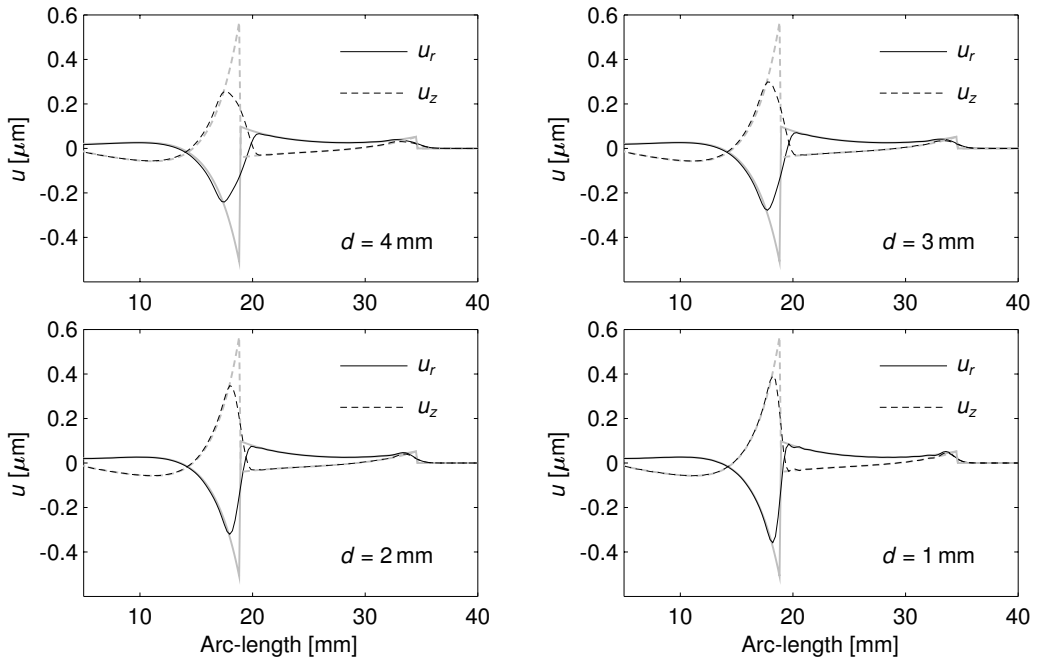 0.6
0.4
0.2
0
-0.2
-0.4
u [μm]
u_r
u_z
d = 4 mm
10 20 30 40
0.6
0.4
0.2
0
-0.2
-0.4
u [μm]
u_r
u_z
d = 3 mm
10 20 30 40
0.6
0.4
0.2
0
-0.2
-0.4
u [μm]
u_r
u_z
d = 2 mm
10 20 30 40
Arc-length [mm]
0.6
0.4
0.2
0
-0.2
-0.4
u [μm]
u_r
u_z
d = 1 mm
10 20 30 40
Arc-length [mm]